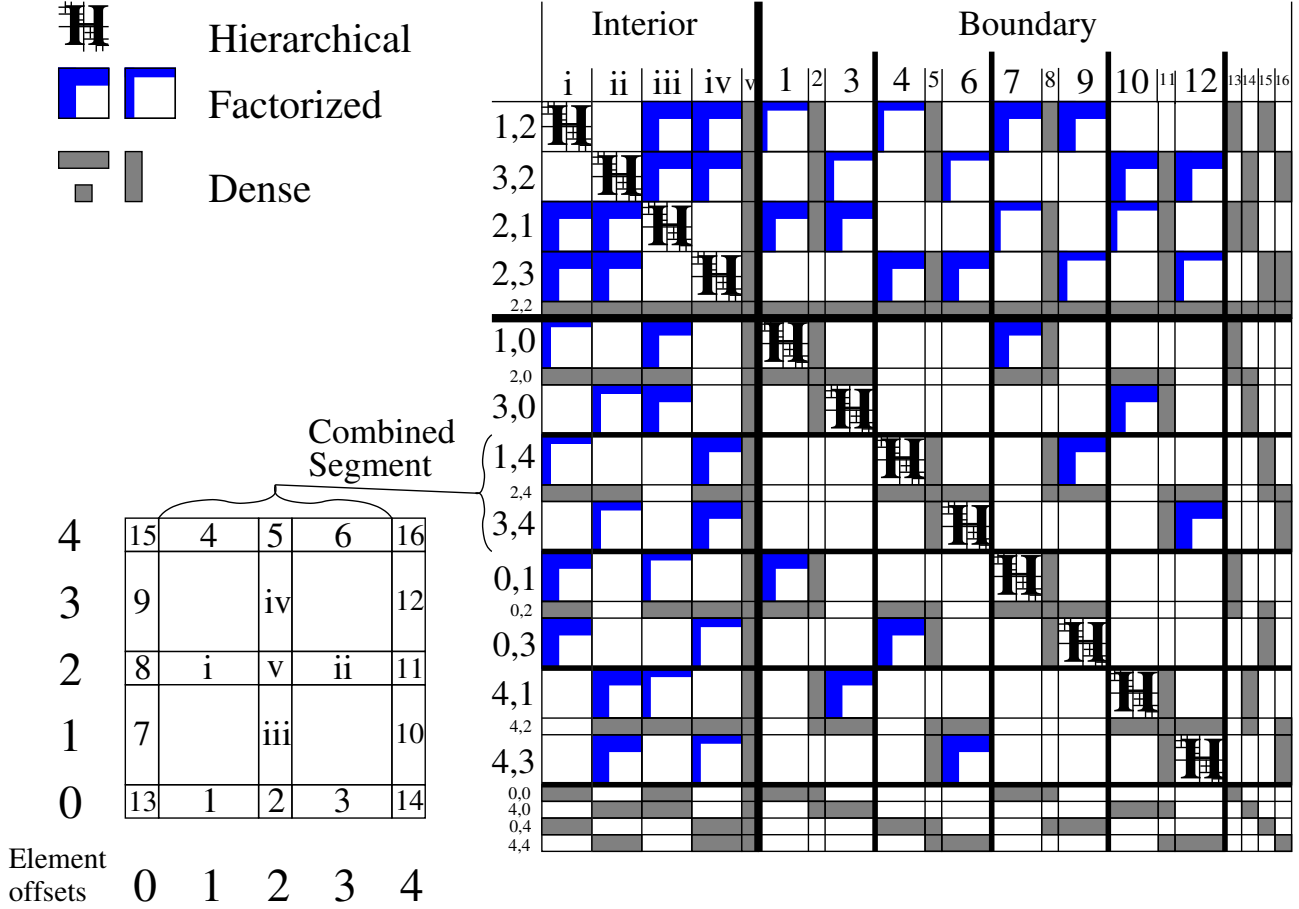 H Hierarchical
Factorized
Dense
Interior Boundary
i ii iii iv v 1 2 3 4 5 6 7 8 9 10 11 12 13 14 15 16
1,2 H
3,2 H
2,1 H
2,3 H
2,2
1,0 H
2,0
3,0 H
1,4 H
2,4
3,4 H
0,1 H
0,2
0,3 H
4,1 H
4,2
4,3 H
0,0
4,0
0,4
4,4
Combined
Segment
4 15 4 5 6 16
3 9 iv 12
2 8 i v ii 11
1 7 iii 10
0 13 1 2 3 14
Element
offsets 0 1 2 3 4